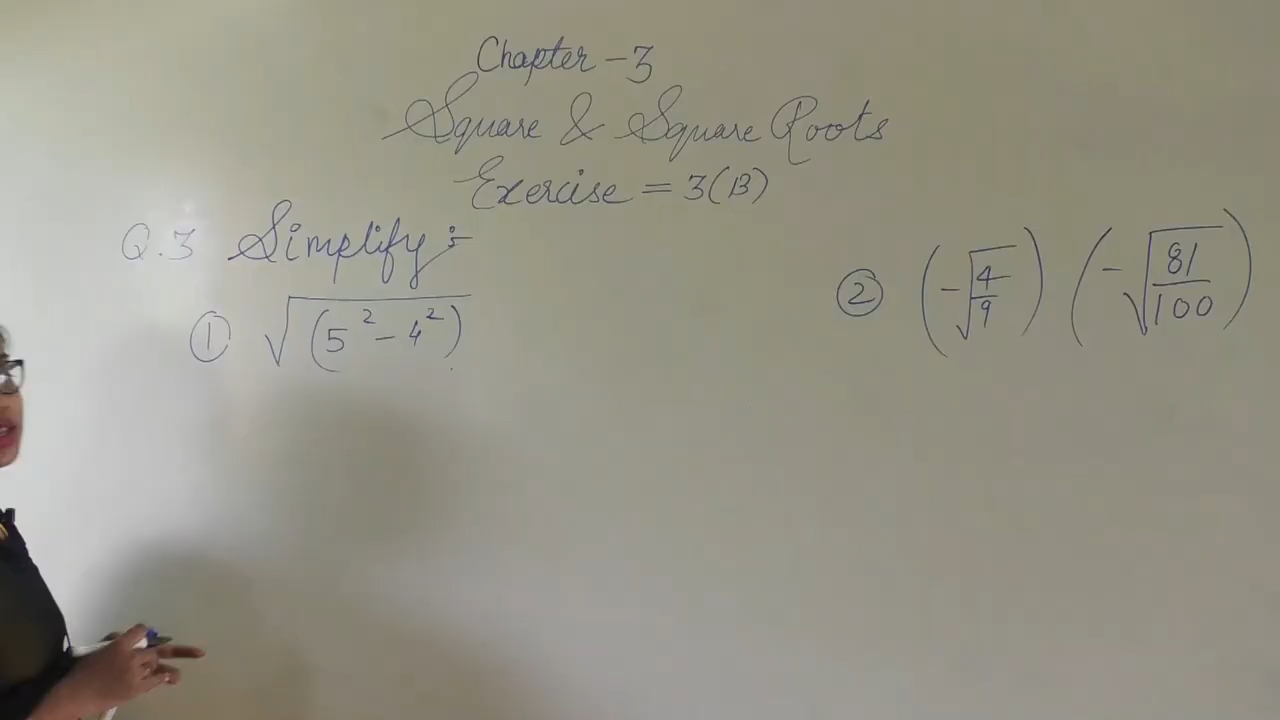 Chapter - 3
Square & Square Roots
Exercise = 3(B)
Q.3 Simplify :-
① √(5² - 4²)
② (-√4/9) (-√81/100)